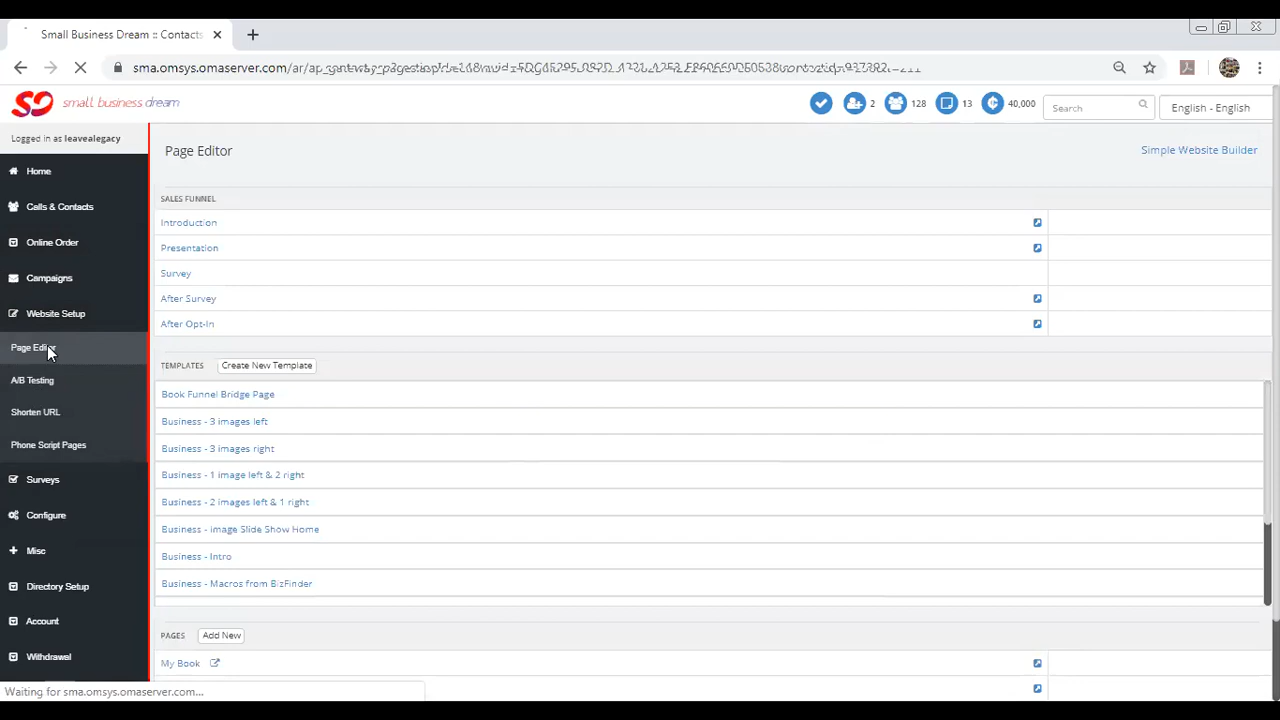 Small Business Dream :: Contacts
small business dream
2
128
13
40,000
Search
English - English
Logged in as leavealegacy
Home
Calls & Contacts
Online Order
Campaigns
Website Setup
Page Editor
A/B Testing
Shorten URL
Phone Script Pages
Surveys
Configure
Misc
Directory Setup
Account
Withdrawal
Page Editor
Simple Website Builder
SALES FUNNEL
Introduction
Presentation
Survey
After Survey
After Opt-In
TEMPLATES
Create New Template
Book Funnel Bridge Page
Business - 3 images left
Business - 3 images right
Business - 1 image left & 2 right
Business - 2 images left & 1 right
Business - image Slide Show Home
Business - Intro
Business - Macros from BizFinder
PAGES
Add New
My Book
Waiting for sma.omsys.omaserver.com...